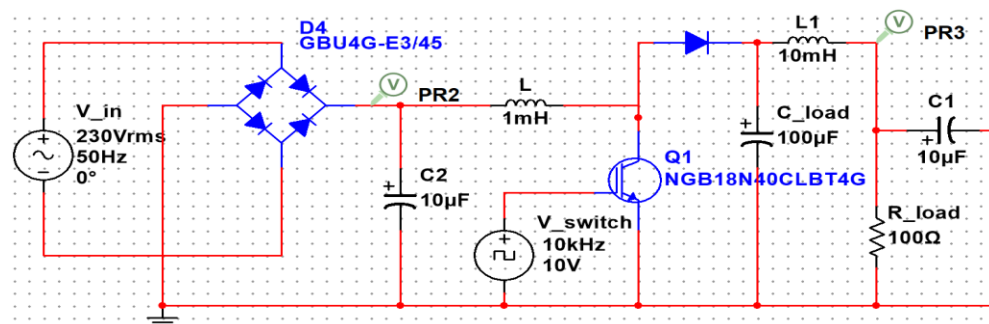 D4
GBU4G-E3/45
V_in
230Vrms
50Hz
0°
V
PR2
L
1mH
C2
10µF
V_switch
10kHz
10V
Q1
NGB18N40CLBT4G
L1
10mH
V
PR3
C_load
100µF
C1
10µF
R_load
100Ω